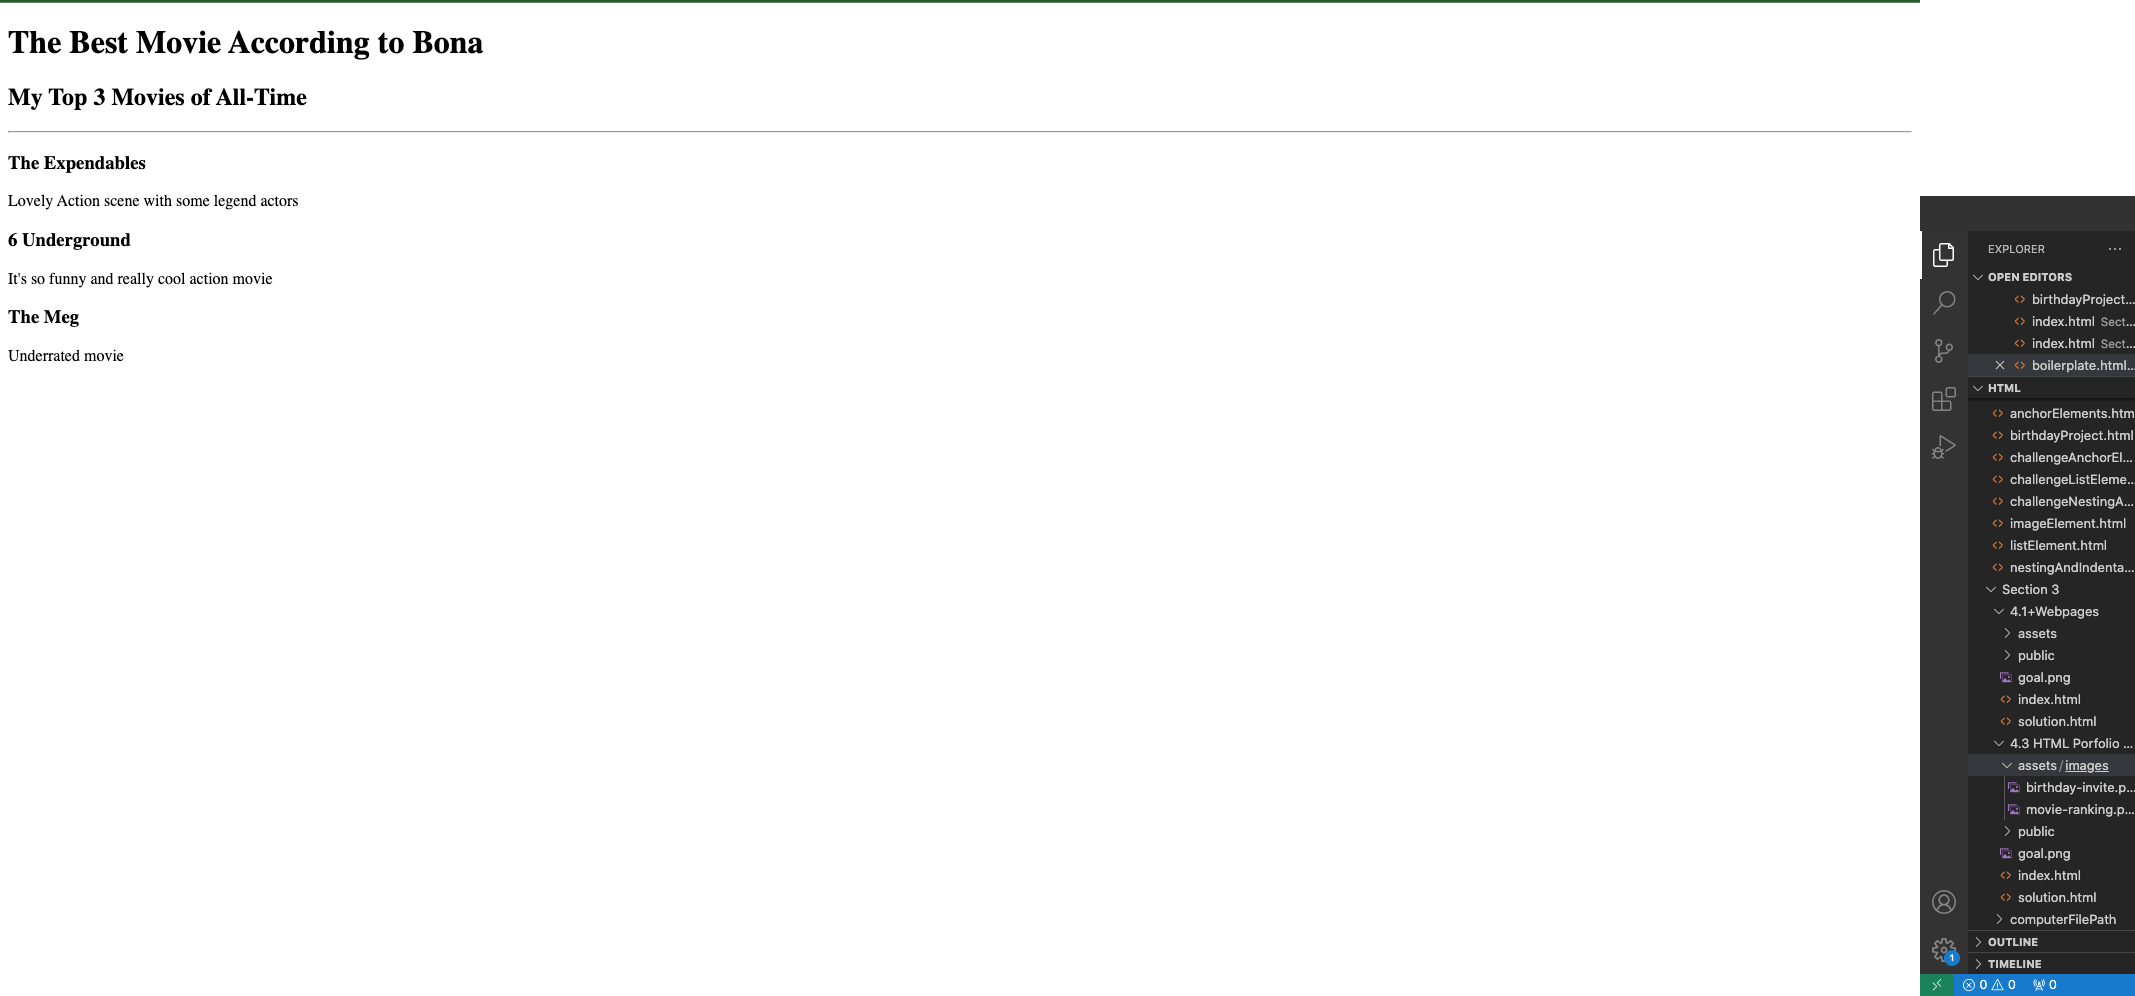 The Best Movie According to Bona
My Top 3 Movies of All-Time
The Expendables
Lovely Action scene with some legend actors
6 Underground
It's so funny and really cool action movie
The Meg
Underrated movie
EXPLORER ...
OPEN EDITORS
birthdayProject...
index.html Sect...
index.html Sect...
boilerplate.html...
HTML
anchorElements.htm
birthdayProject.html
challengeAnchorEl...
challengeListEleme...
challengeNestingA...
imageElement.html
listElement.html
nestingAndIndenta...
Section 3
4.1+Webpages
assets
public
goal.png
index.html
solution.html
4.3 HTML Porfolio ...
assets/images
birthday-invite.p...
movie-ranking.p...
public
goal.png
index.html
solution.html
computerFilePath
OUTLINE
1
TIMELINE
0 0 0